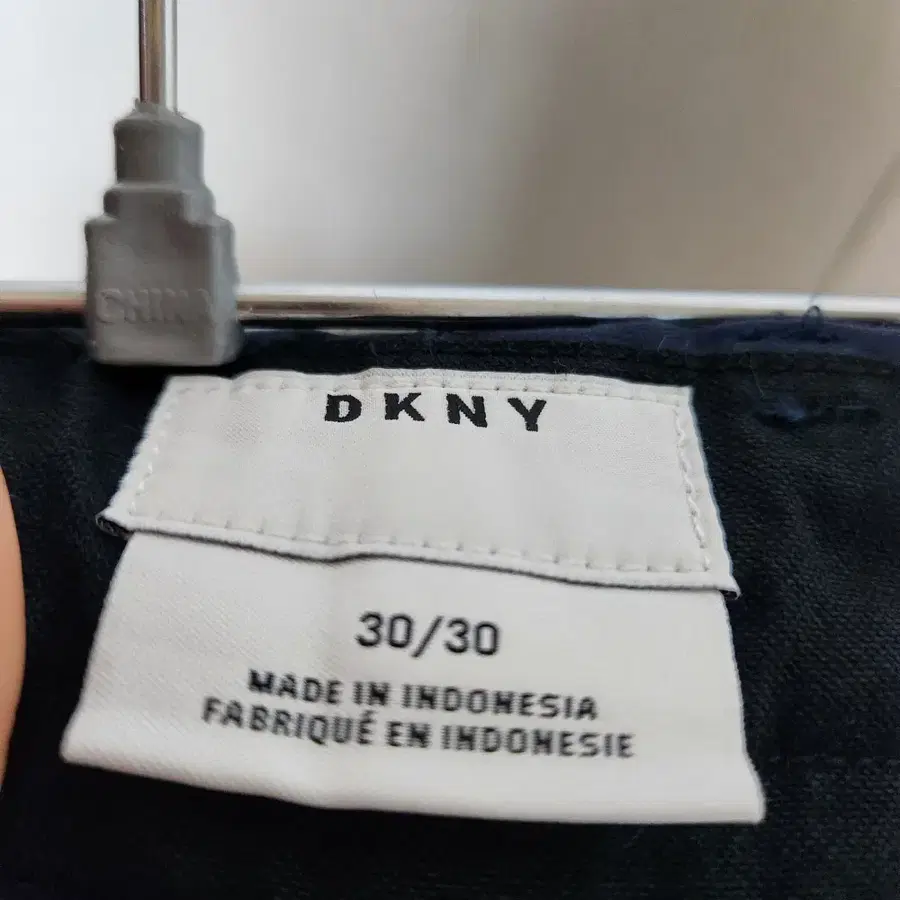 CHINA
DKNY
30/30
MADE IN INDONESIA
FABRIQUÉ EN INDONESIE